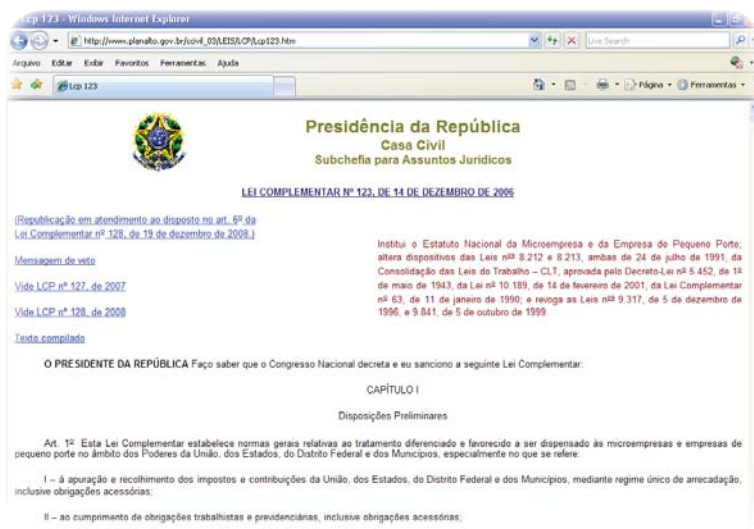 Lcp 123 - Windows Internet Explorer
http://www.planalto.gov.br/ccivil_03/LEIS/LCP/Lcp123.htm
Live Search
Arquivo Editar Exibir Favoritos Ferramentas Ajuda
Lcp 123
Página
Ferramentas
Presidência da República
Casa Civil
Subchefia para Assuntos Jurídicos
LEI COMPLEMENTAR Nº 123, DE 14 DE DEZEMBRO DE 2006
(Republicação em atendimento ao disposto no art. 6º da
Lei Complementar nº 128, de 19 de dezembro de 2008.)
Mensagem de veto
Vide LCP nº 127, de 2007
Vide LCP nº 128, de 2008
Texto compilado
Institui o Estatuto Nacional da Microempresa e da Empresa de Pequeno Porte;
altera dispositivos das Leis nºs 8.212 e 8.213, ambas de 24 de julho de 1991, da
Consolidação das Leis do Trabalho – CLT, aprovada pelo Decreto-Lei nº 5.452, de 1º
de maio de 1943, da Lei nº 10.189, de 14 de fevereiro de 2001, da Lei Complementar
nº 63, de 11 de janeiro de 1990; e revoga as Leis nºs 9.317, de 5 de dezembro de
1996, e 9.841, de 5 de outubro de 1999.
O PRESIDENTE DA REPÚBLICA Faço saber que o Congresso Nacional decreta e eu sanciono a seguinte Lei Complementar:
CAPÍTULO I
Disposições Preliminares
Art. 1º Esta Lei Complementar estabelece normas gerais relativas ao tratamento diferenciado e favorecido a ser dispensado às microempresas e empresas de
pequeno porte no âmbito dos Poderes da União, dos Estados, do Distrito Federal e dos Municípios, especialmente no que se refere:
I – à apuração e recolhimento dos impostos e contribuições da União, dos Estados, do Distrito Federal e dos Municípios, mediante regime único de arrecadação,
inclusive obrigações acessórias;
II – ao cumprimento de obrigações trabalhistas e previdenciárias, inclusive obrigações acessórias;